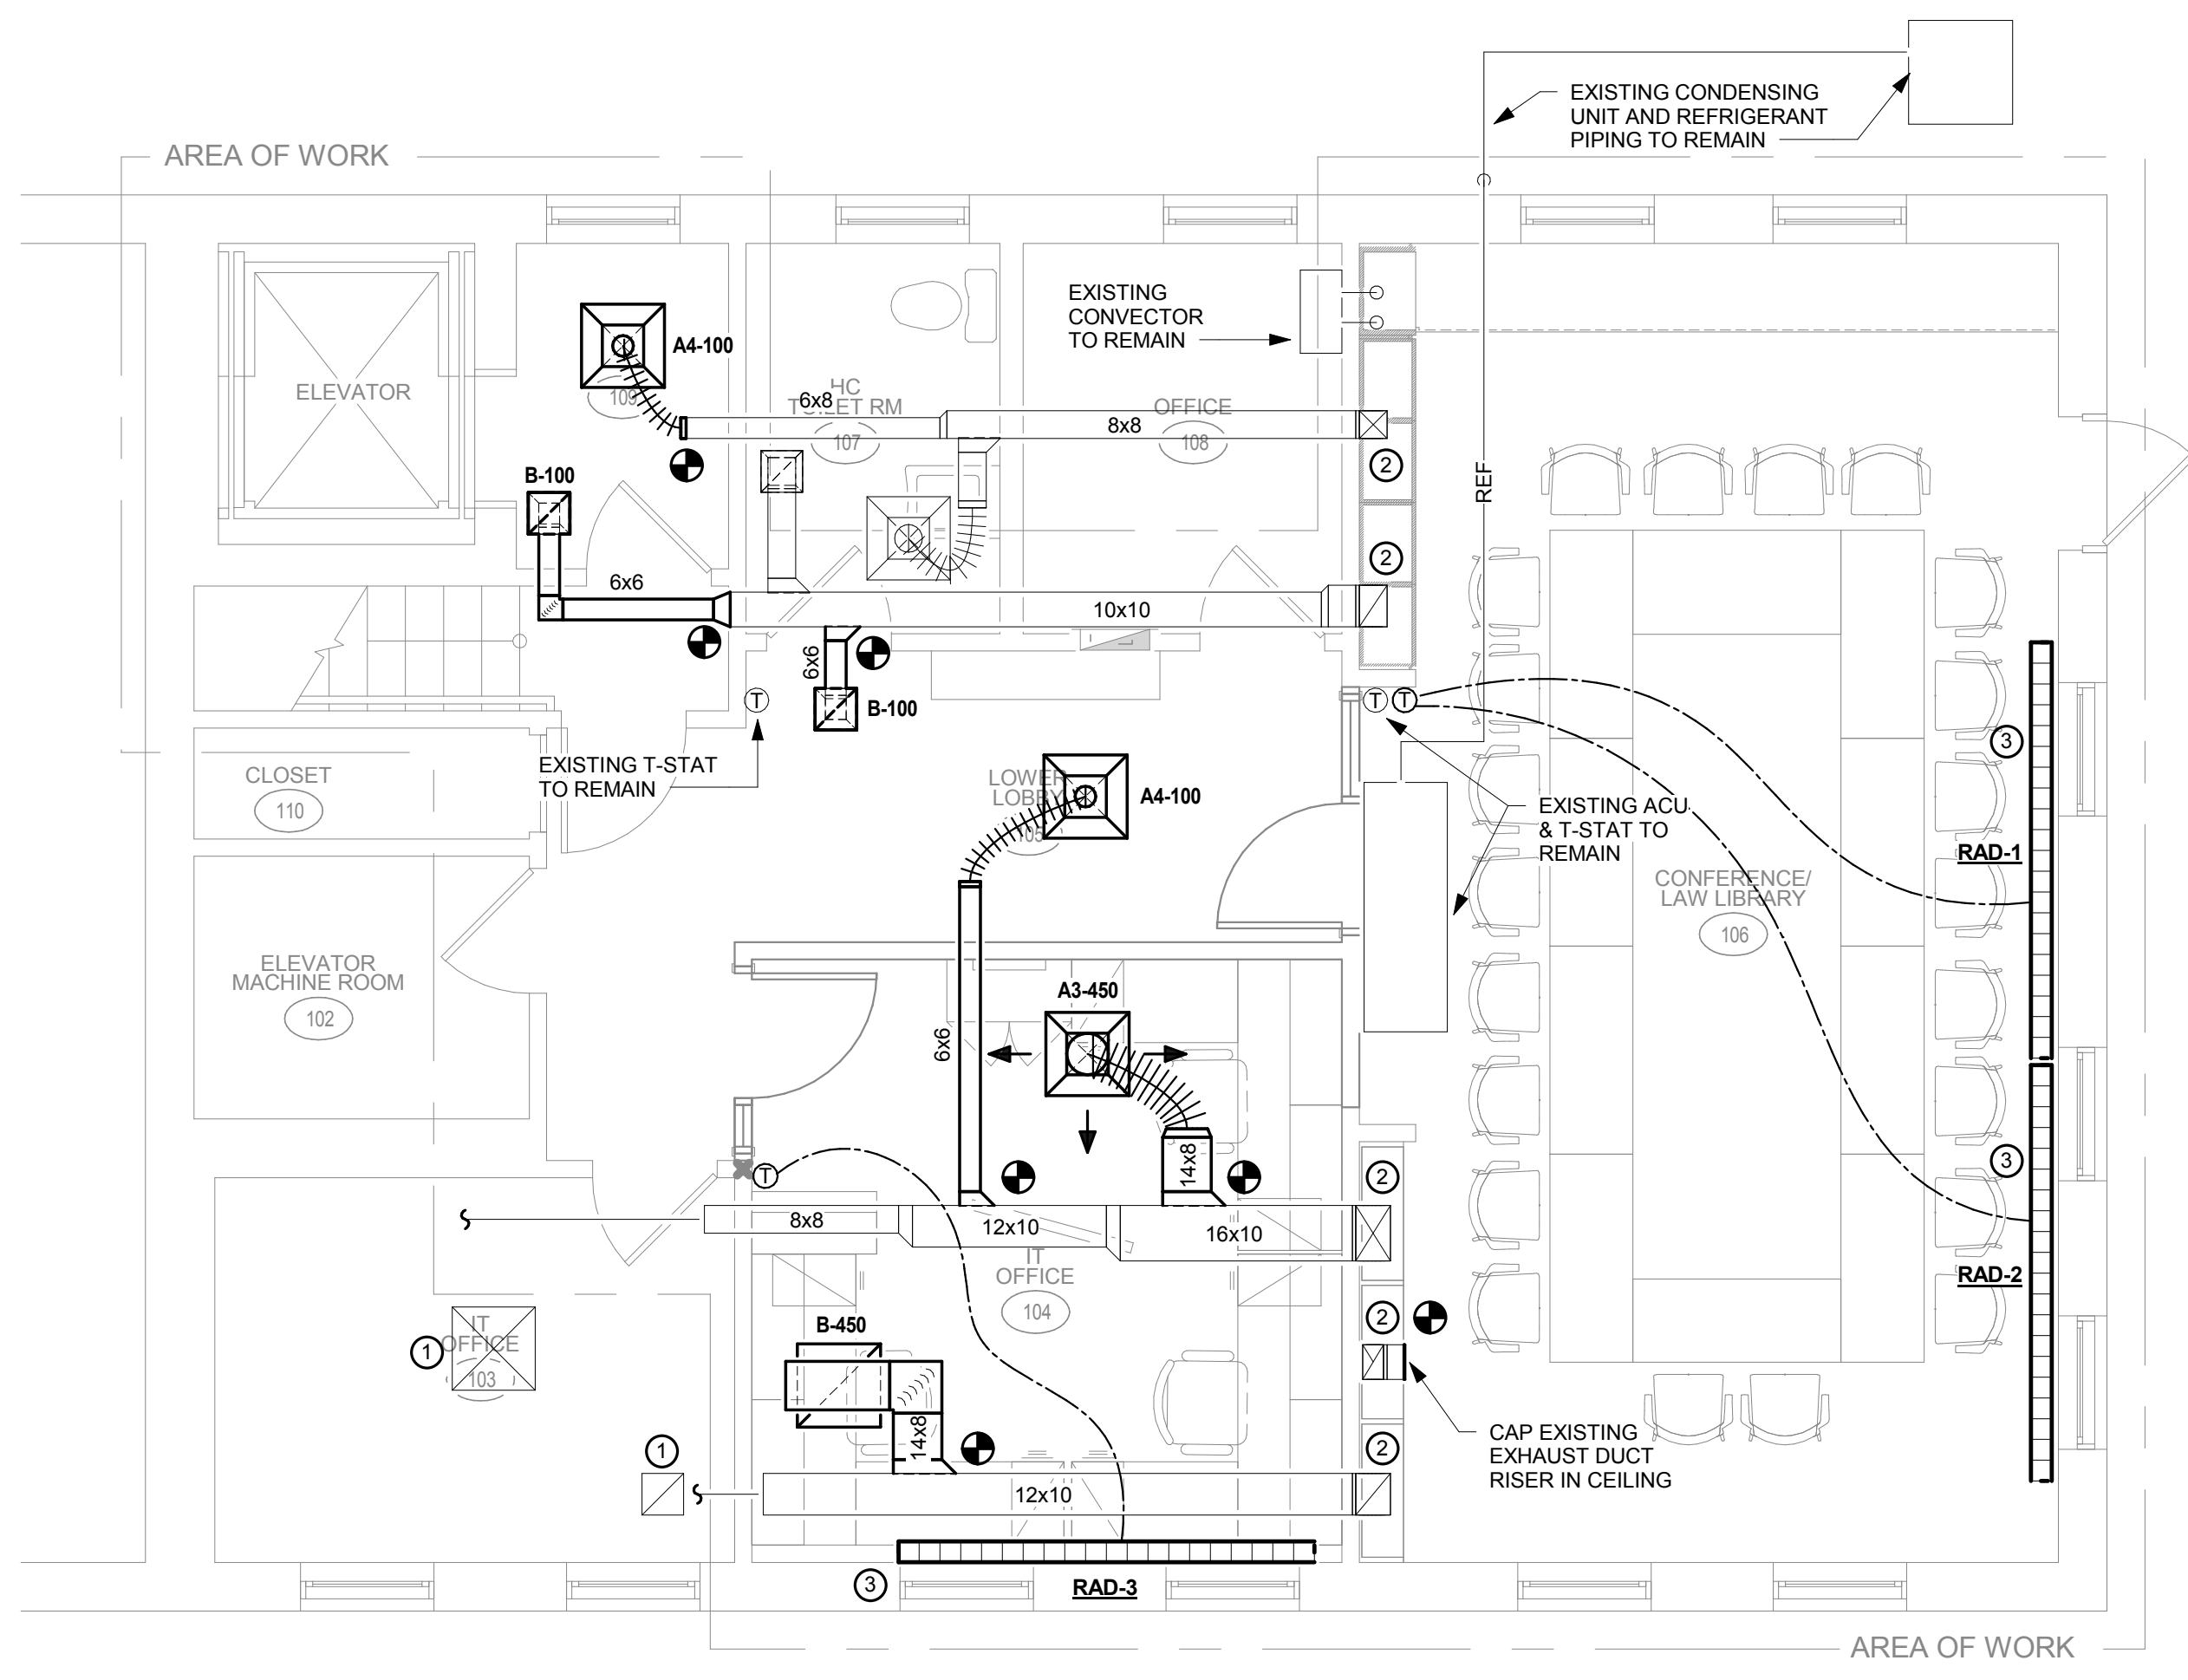 AREA OF WORK
EXISTING CONDENSING
UNIT AND REFRIGERANT
PIPING TO REMAIN
ELEVATOR
A4-100
109
HC
TOILET RM
6x8
107
EXISTING
CONVECTOR
TO REMAIN
OFFICE
8x8
108
2
REF
B-100
6x6
2
10x10
6x6
B-100
T
T
T
EXISTING T-STAT
TO REMAIN
CLOSET
110
LOWER
LOBBY
105
A4-100
EXISTING ACU
& T-STAT TO
REMAIN
3
RAD-1
CONFERENCE/
LAW LIBRARY
106
ELEVATOR
MACHINE ROOM
102
A3-450
6x6
14x8
T
2
3
8x8
12x10
16x10
IT
OFFICE
104
RAD-2
2
B-450
1
IT
OFFICE
103
14x8
CAP EXISTING
EXHAUST DUCT
RISER IN CEILING
1
2
12x10
3
RAD-3
AREA OF WORK